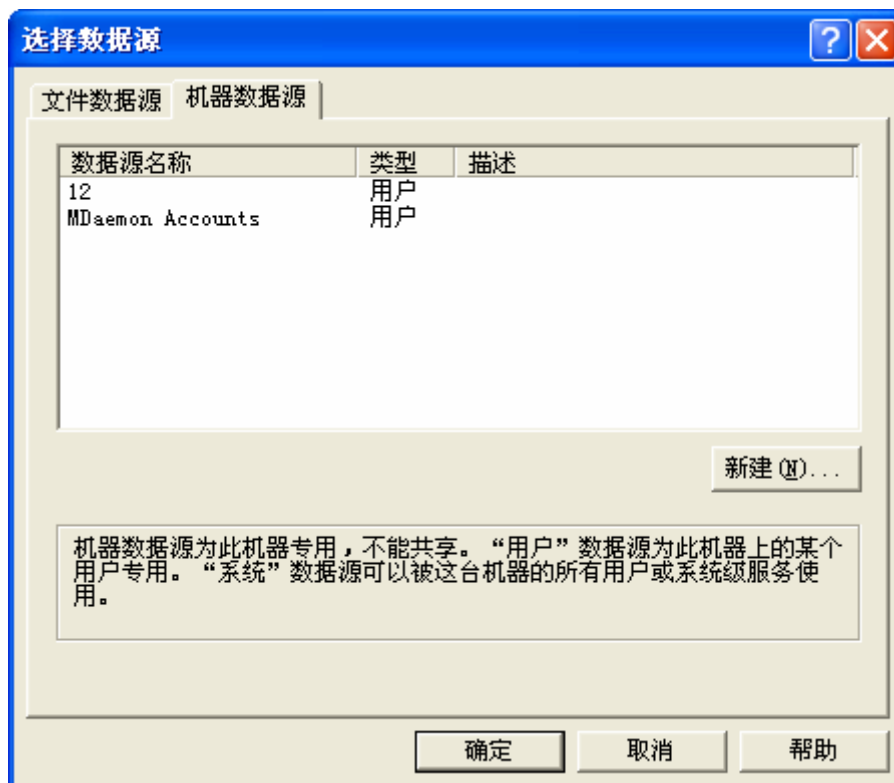 选择数据源
文件数据源 机器数据源
数据源名称 类型 描述
12 用户
MDaemon Accounts 用户
新建(N)...
机器数据源为此机器专用,不能共享。“用户”数据源为此机器上的某个
用户专用。“系统”数据源可以被这台机器的所有用户或系统级服务使
用。
确定 取消 帮助